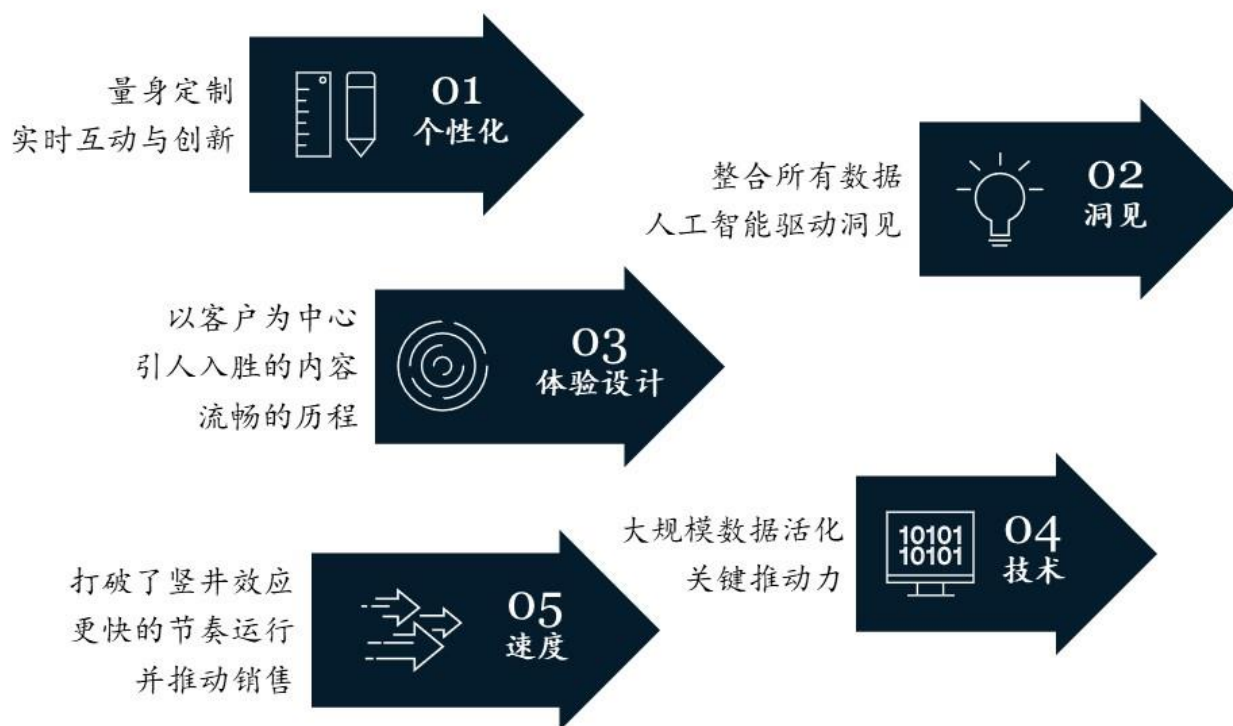 量身定制
实时互动与创新
01
个性化
整合所有数据
人工智能驱动洞见
02
洞见
以客户为中心
引人入胜的内容
流畅的历程
03
体验设计
大规模数据活化
关键推动力
10101
10101
04
技术
打破了竖井效应
更快的节奏运行
并推动销售
05
速度